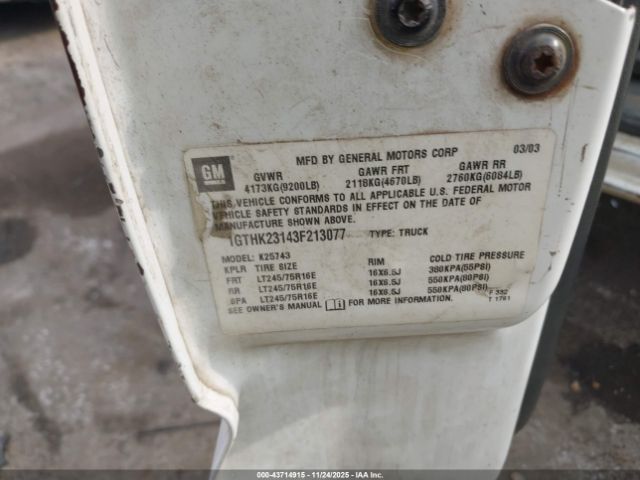 GM
MFD BY GENERAL MOTORS CORP 03/03
GVWR GAWR FRT GAWR RR
4173KG(9200LB) 2118KG(4670LB) 2760KG(6084LB)
THIS VEHICLE CONFORMS TO ALL APPLICABLE U.S. FEDERAL MOTOR
VEHICLE SAFETY STANDARDS IN EFFECT ON THE DATE OF
MANUFACTURE SHOWN ABOVE.
1GTHK23143F213077 TYPE: TRUCK
MODEL: K25743
KPLR TIRE SIZE RIM COLD TIRE PRESSURE
FRT LT245/75R16E 16X6.5J 380KPA(55PSI)
RR LT245/75R16E 16X6.5J 550KPA(80PSI)
SPA LT245/75R16E 16X6.5J 550KPA(80PSI)
SEE OWNER'S MANUAL FOR MORE INFORMATION.
F 332
T 1781
000-43714915 - 11/24/2025 - COPYRIGHT IAA